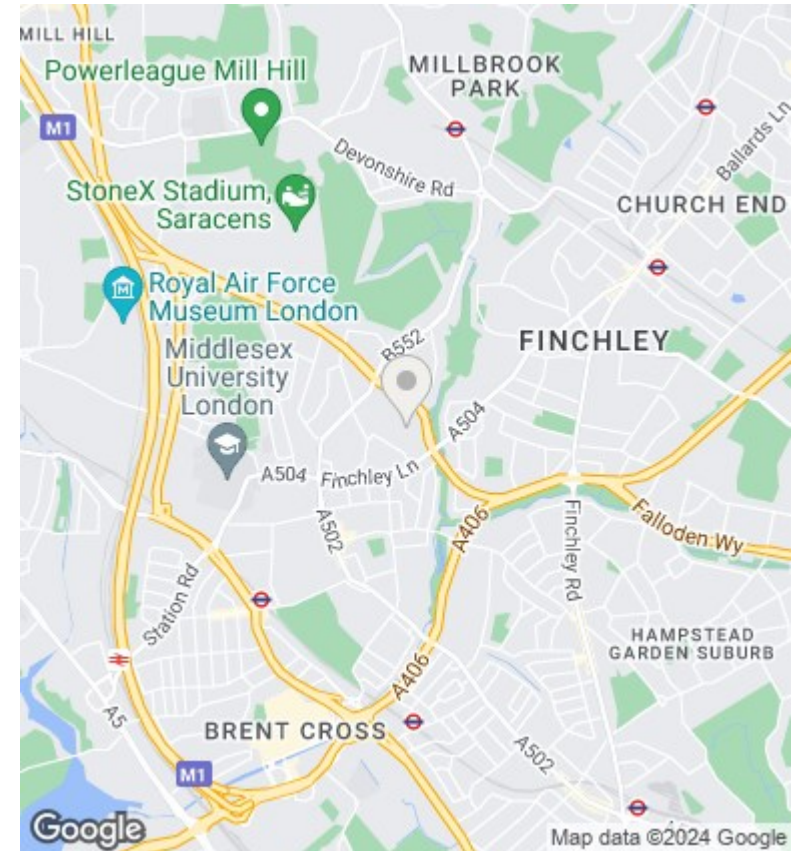 MILL HILL
Powerleague Mill Hill
MILLBROOK
PARK
M1
Devonshire Rd
Ballards Ln
StoneX Stadium,
Saracens
CHURCH END
Royal Air Force
Museum London
B552
FINCHLEY
Middlesex
University
London
A504
A504
Finchley Ln
A502
A406
Finchley Rd
Falloden Wy
Station Rd
HAMPSTEAD
GARDEN SUBURB
A406
A5
BRENT CROSS
A502
M1
Google
Map data ©2024 Google